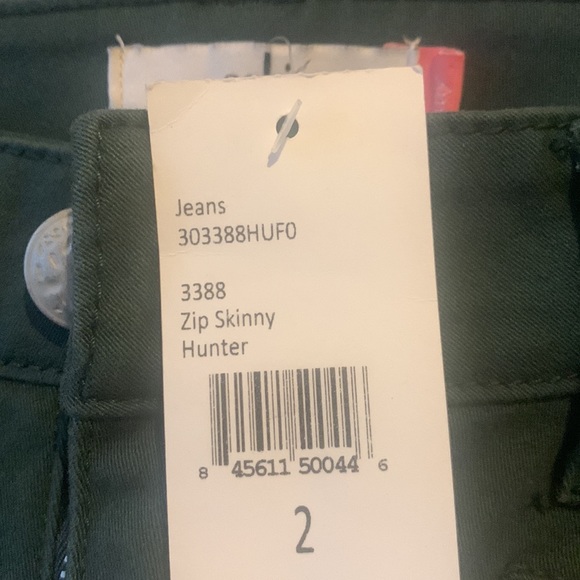 Jeans
303388HUF0
3388
Zip Skinny
Hunter
8 45611 50044 6
2